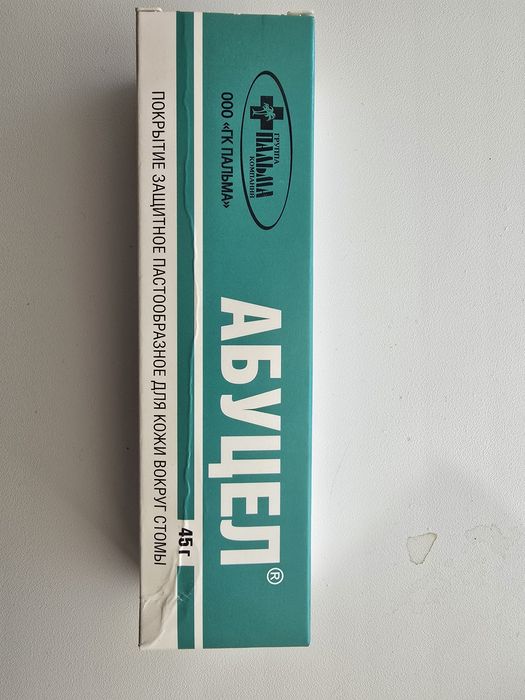 ГРУППА
ПАЛЬМА
КОМПАНИЙ
ООО «ГК ПАЛЬМА»
АБУЦЕЛ®
45 г
ПОКРЫТИЕ ЗАЩИТНОЕ ПАСТООБРАЗНОЕ ДЛЯ КОЖИ ВОКРУГ СТОМЫ